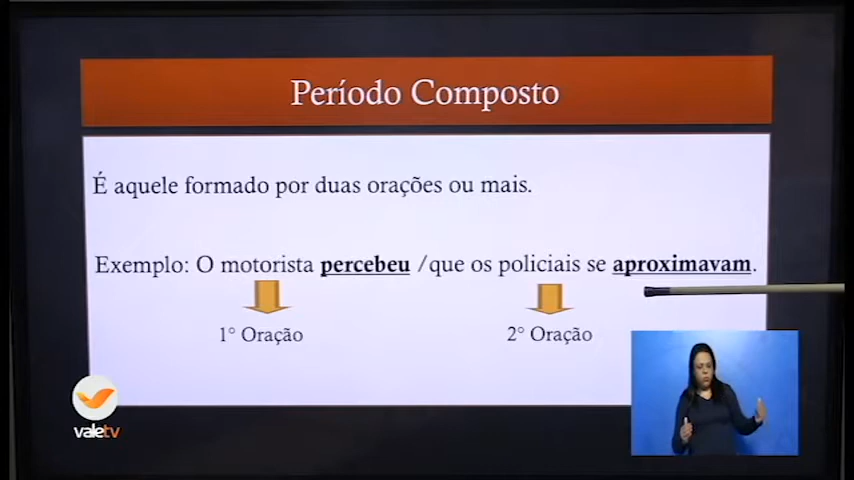 Período Composto
É aquele formado por duas orações ou mais.
Exemplo: O motorista percebeu /que os policiais se aproximavam.
1° Oração
2° Oração
valetv